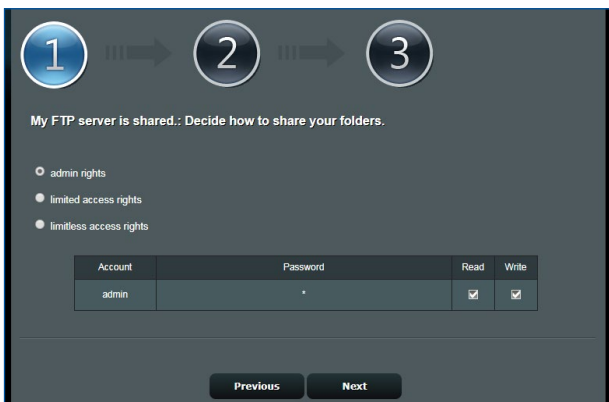 1 2 3
My FTP server is shared.: Decide how to share your folders.
admin rights
limited access rights
limitless access rights
Account Password Read Write
admin *
Previous Next